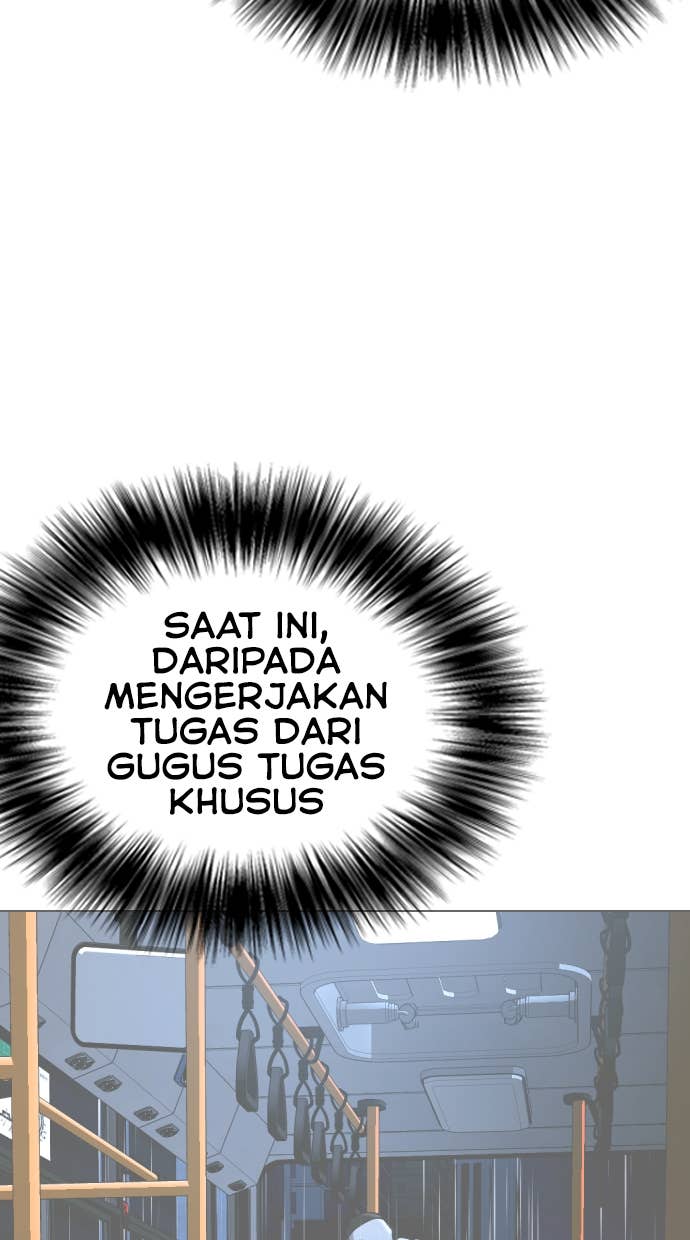 SAAT INI,
DARIPADA
MENGERJAKAN
TUGAS DARI
GUGUS TUGAS
KHUSUS